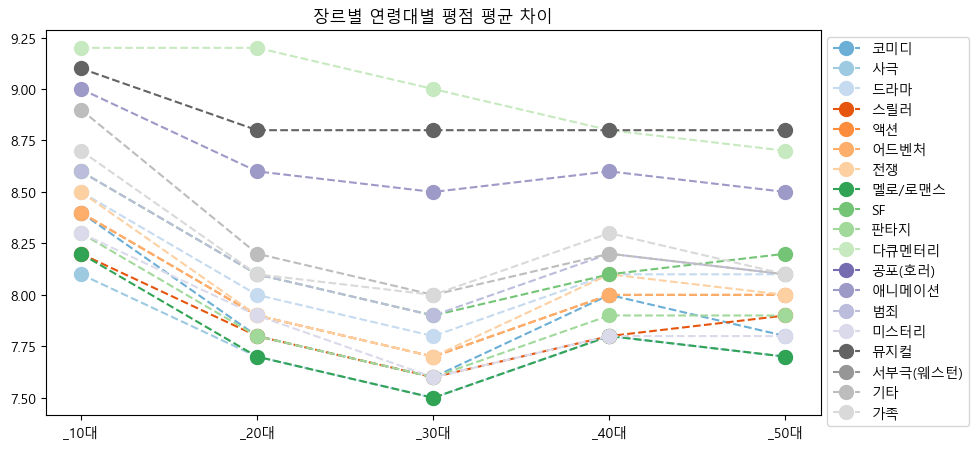 장르별 연령대별 평점 평균 차이
9.25
9.00
8.75
8.50
8.25
8.00
7.75
7.50
_10대 _20대 _30대 _40대 _50대
코미디
사극
드라마
스릴러
액션
어드벤처
전쟁
멜로/로맨스
SF
판타지
다큐멘터리
공포(호러)
애니메이션
범죄
미스터리
뮤지컬
서부극(웨스턴)
기타
가족